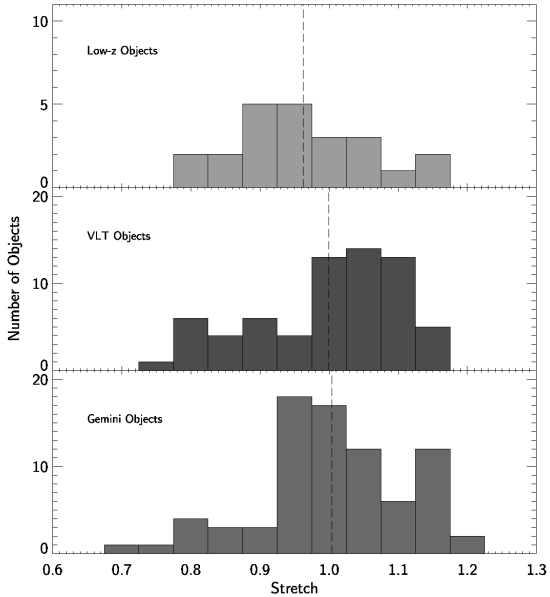 10
Low-z Objects
5
0
20
VLT Objects
10
0
Number of Objects
20
Gemini Objects
10
0
0.6 0.7 0.8 0.9 1.0 1.1 1.2 1.3
Stretch